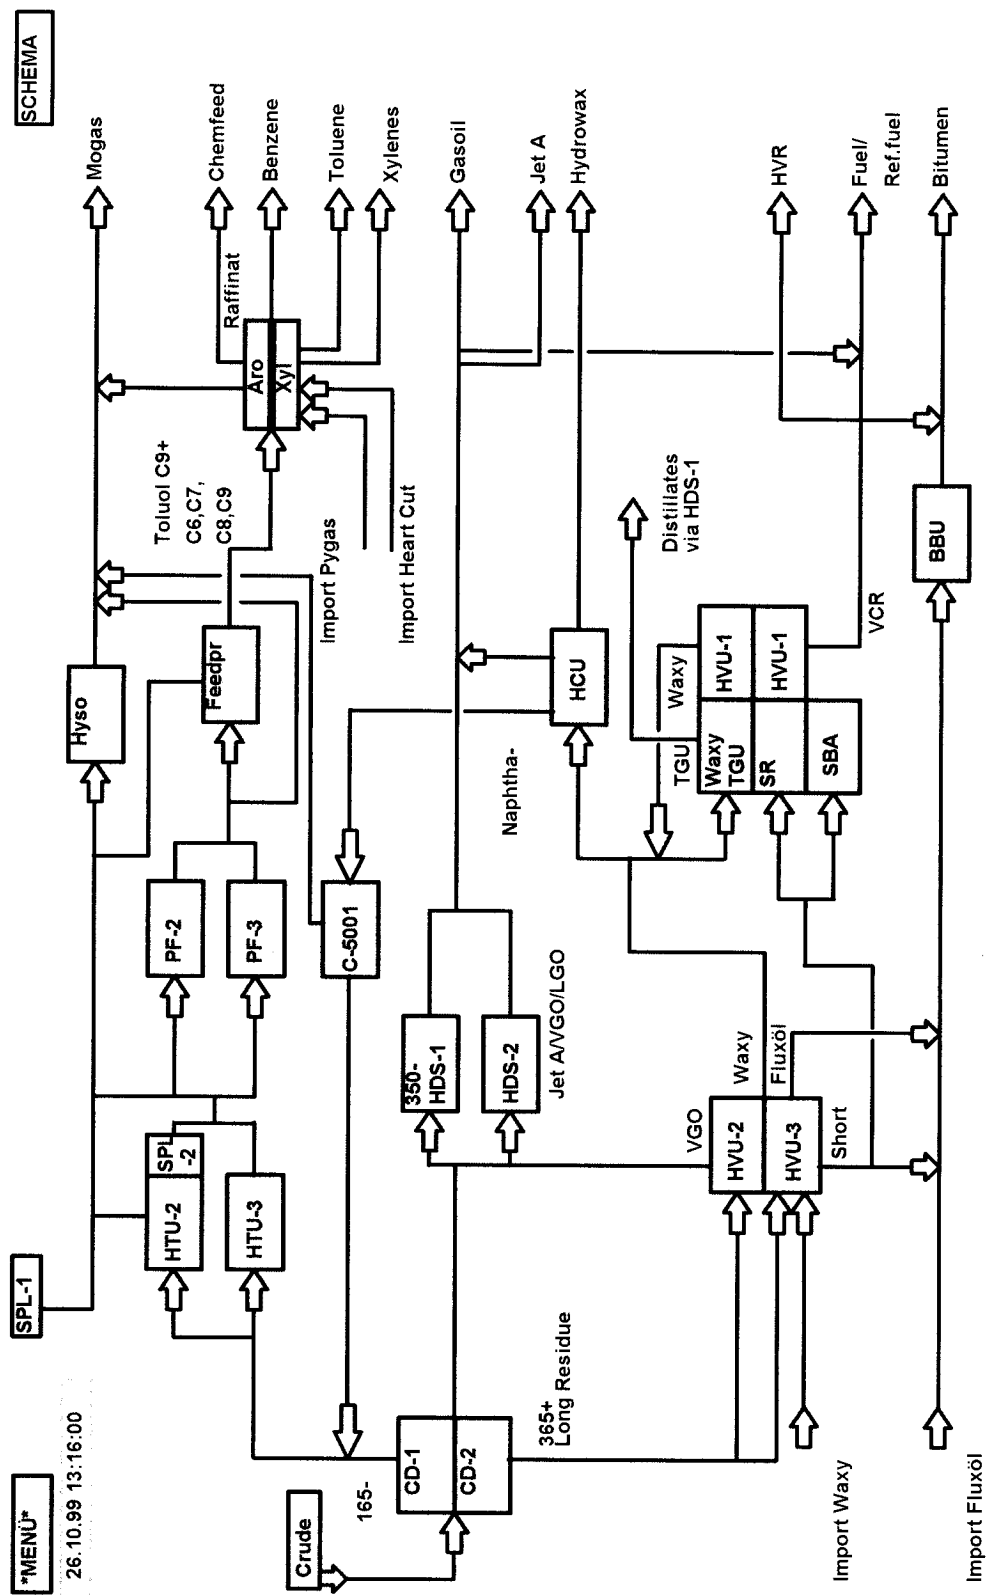 *MENÜ*
SCHEMA
26.10.99 13:16:00
SPL-1
Mogas
Hyso
HTU-2
SPL
-2
PF-2
Toluol C9+
C6,C7,
C8,C9
Raffinat
Chemfeed
Feedpr
Aro
Xyl
Benzene
HTU-3
PF-3
Toluene
Xylenes
Crude
165-
C-5001
Import Pygas
Import Heart Cut
CD-1
CD-2
350-
HDS-1
HDS-2
Gasoil
Naphtha-
Jet A
Jet A/VGO/LGO
365+
Long Residue
HCU
Hydrowax
Distillates
via HDS-1
Waxy
TGU
VGO
HVU-2
HVU-3
Waxy
Fluxöl
Short
Waxy
TGU
HVU-1
SR
HVU-1
SBA
HVR
VCR
Fuel/
Ref.fuel
Import Waxy
BBU
Bitumen
Import Fluxöl